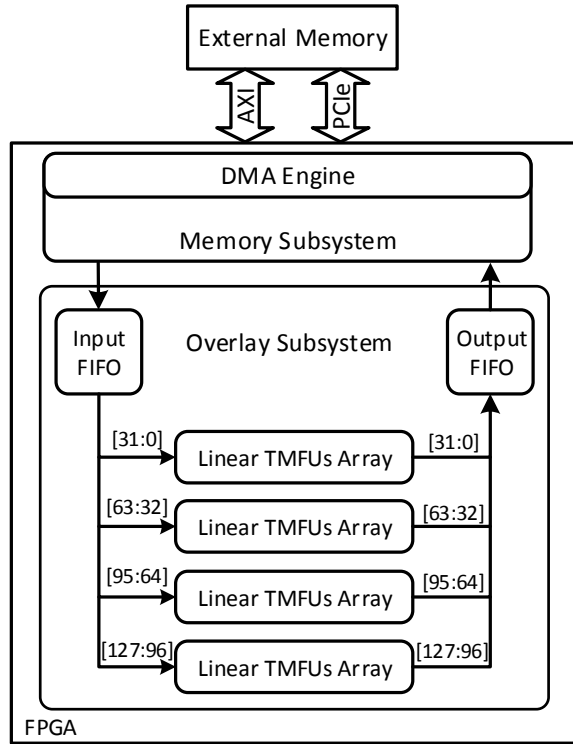 External Memory
AXI
PCIe
DMA Engine
Memory Subsystem
Input
FIFO
Overlay Subsystem
Output
FIFO
[31:0]
Linear TMFUs Array
[31:0]
[63:32]
Linear TMFUs Array
[63:32]
[95:64]
Linear TMFUs Array
[95:64]
[127:96]
Linear TMFUs Array
[127:96]
FPGA